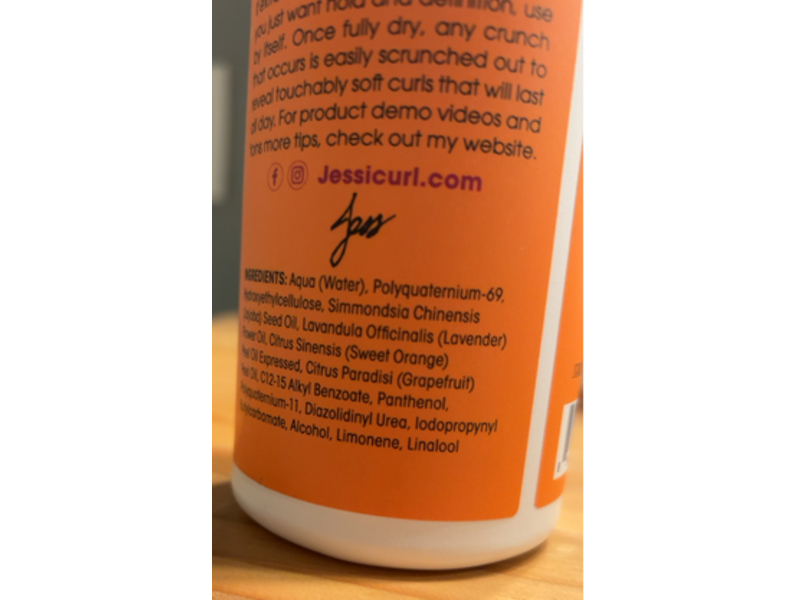 you just want hold and definition, use
by itself. Once fully dry, any crunch
that occurs is easily scrunched out to
reveal touchably soft curls that will last
all day. For product demo videos and
tons more tips, check out my website.
Jessicurl.com
Jess
INGREDIENTS: Aqua (Water), Polyquaternium-69,
Hydroxyethylcellulose, Simmondsia Chinensis
(Jojoba) Seed Oil, Lavandula Officinalis (Lavender)
Flower Oil, Citrus Sinensis (Sweet Orange)
Peel Oil Expressed, Citrus Paradisi (Grapefruit)
Peel Oil, C12-15 Alkyl Benzoate, Panthenol,
Polyquaternium-11, Diazolidinyl Urea, Iodopropynyl
Butylcarbamate, Alcohol, Limonene, Linalool